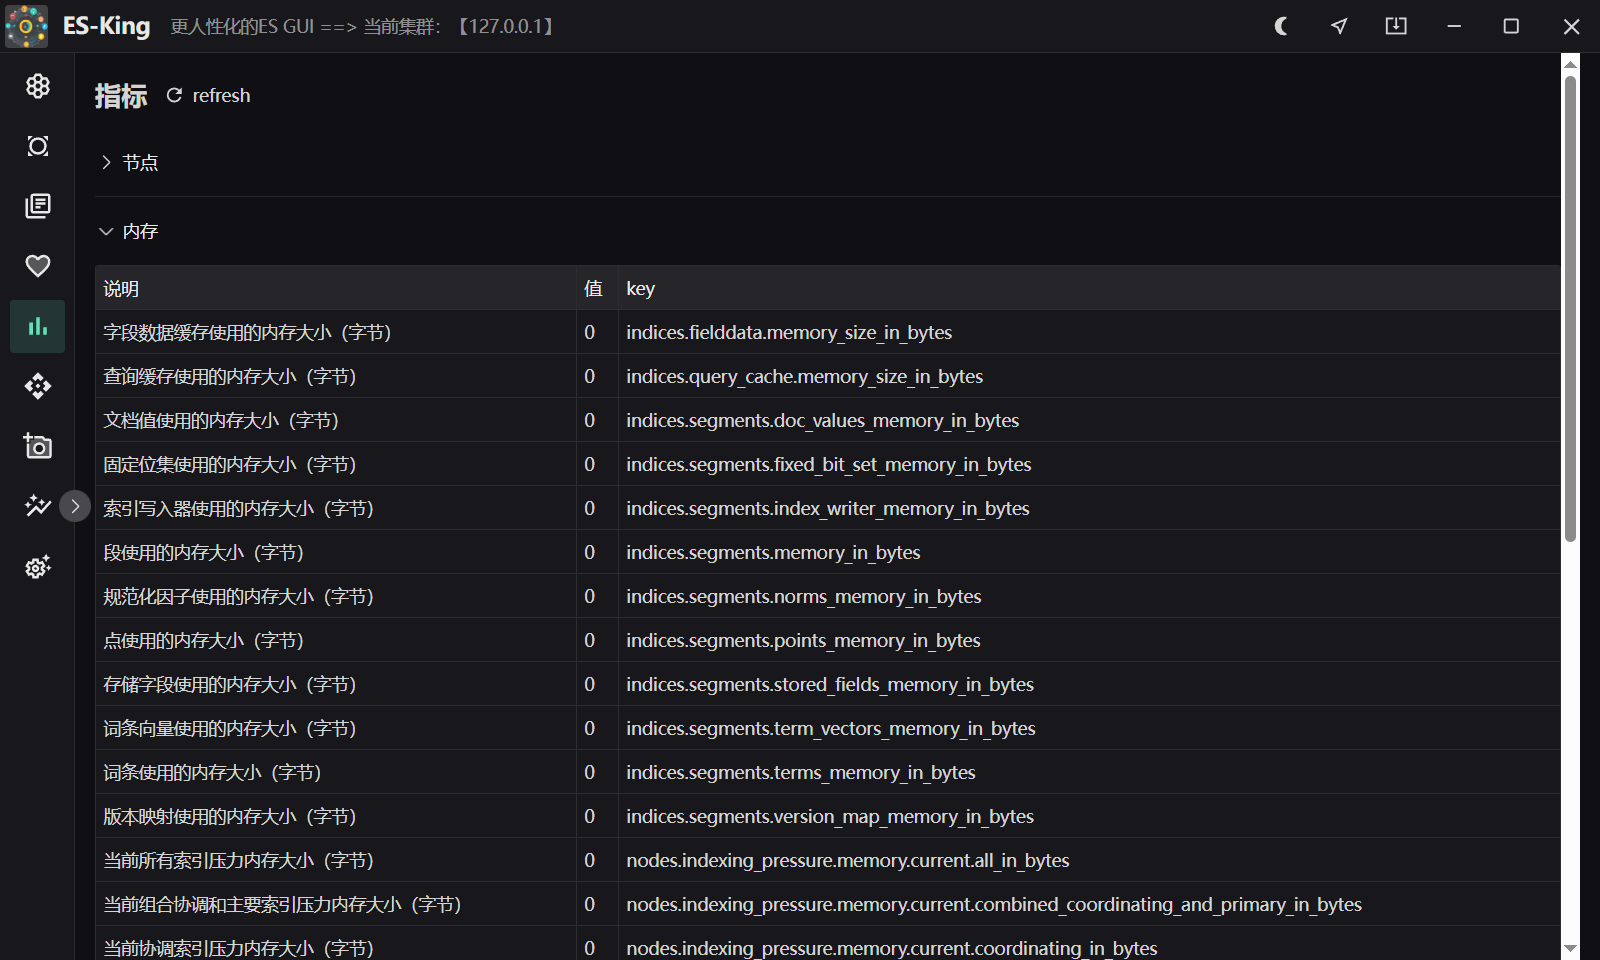 ES-King 更人性化的ES GUI ==> 当前集群：【127.0.0.1】
指标 refresh
节点
内存
说明 值 key
字段数据缓存使用的内存大小（字节） 0 indices.fielddata.memory_size_in_bytes
查询缓存使用的内存大小（字节） 0 indices.query_cache.memory_size_in_bytes
文档值使用的内存大小（字节） 0 indices.segments.doc_values_memory_in_bytes
固定位集使用的内存大小（字节） 0 indices.segments.fixed_bit_set_memory_in_bytes
索引写入器使用的内存大小（字节） 0 indices.segments.index_writer_memory_in_bytes
段使用的内存大小（字节） 0 indices.segments.memory_in_bytes
规范化因子使用的内存大小（字节） 0 indices.segments.norms_memory_in_bytes
点使用的内存大小（字节） 0 indices.segments.points_memory_in_bytes
存储字段使用的内存大小（字节） 0 indices.segments.stored_fields_memory_in_bytes
词条向量使用的内存大小（字节） 0 indices.segments.term_vectors_memory_in_bytes
词条使用的内存大小（字节） 0 indices.segments.terms_memory_in_bytes
版本映射使用的内存大小（字节） 0 indices.segments.version_map_memory_in_bytes
当前所有索引压力内存大小（字节） 0 nodes.indexing_pressure.memory.current.all_in_bytes
当前组合协调和主要索引压力内存大小（字节） 0 nodes.indexing_pressure.memory.current.combined_coordinating_and_primary_in_bytes
当前协调索引压力内存大小（字节） 0 nodes.indexing_pressure.memory.current.coordinating_in_bytes